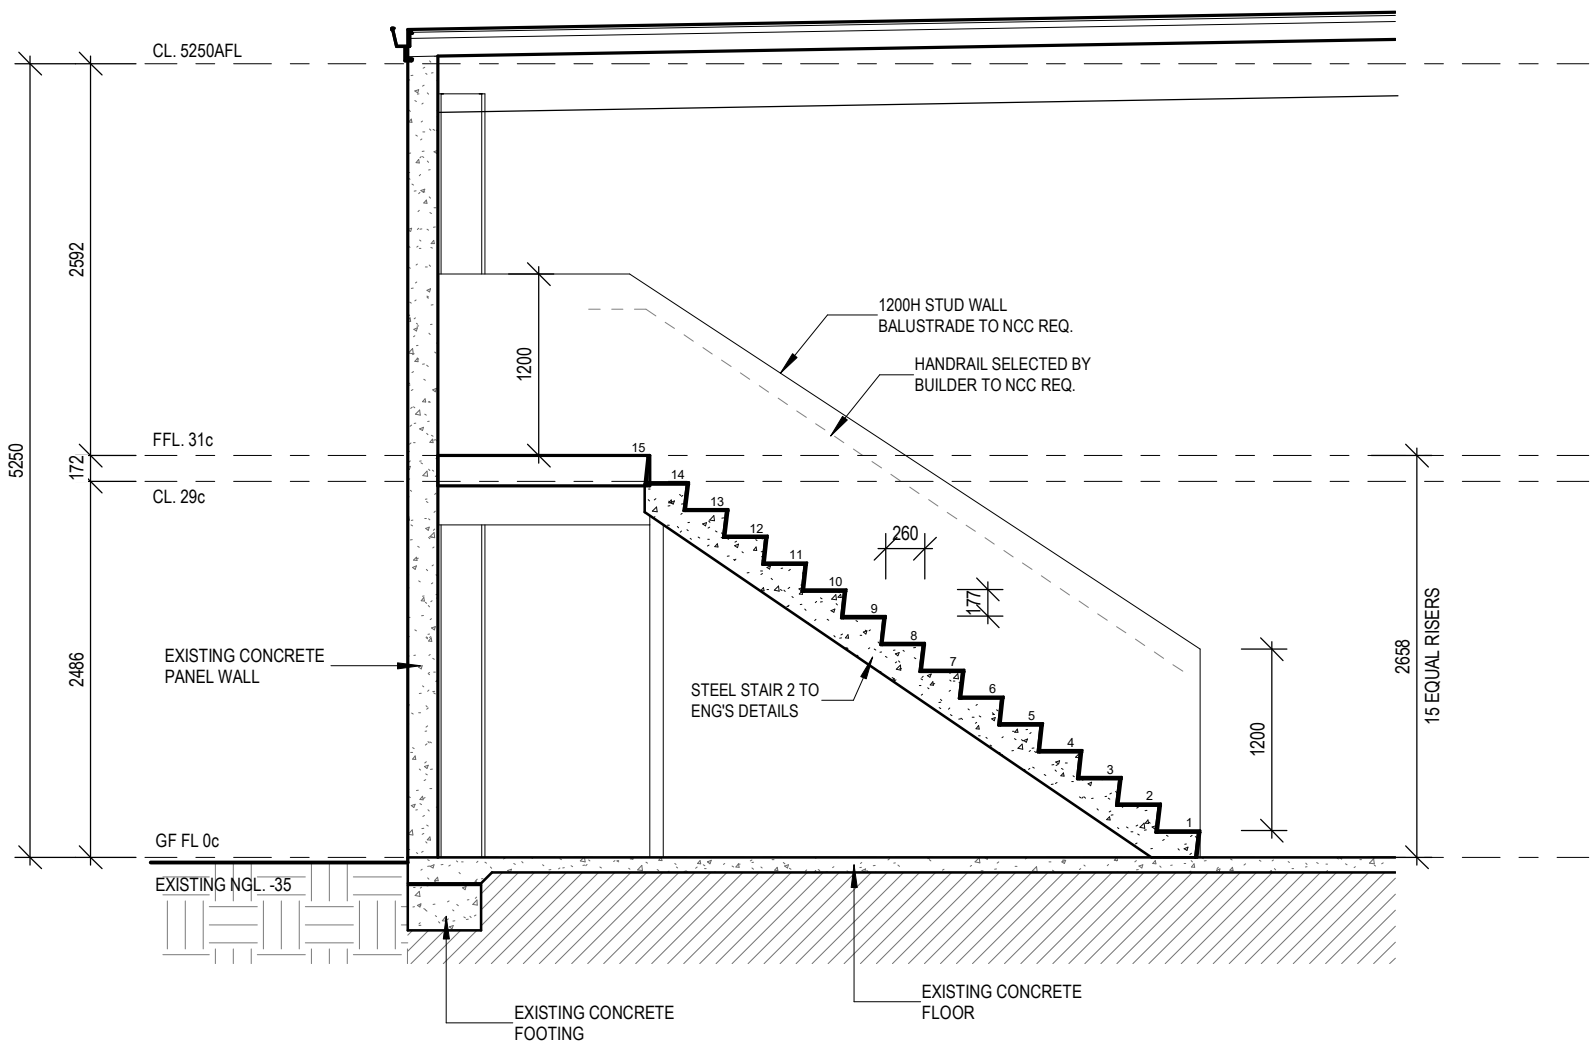 CL. 5250AFL
2592
1200H STUD WALL
BALUSTRADE TO NCC REQ.
1200
HANDRAIL SELECTED BY
BUILDER TO NCC REQ.
FFL. 31c
5250
172
CL. 29c
15
14
13
12
11
10
9
8
7
6
5
4
3
2
1
260
177
2658
15 EQUAL RISERS
EXISTING CONCRETE
PANEL WALL
2486
STEEL STAIR 2 TO
ENG'S DETAILS
1200
GF FL 0c
EXISTING NGL. -35
EXISTING CONCRETE
FOOTING
EXISTING CONCRETE
FLOOR